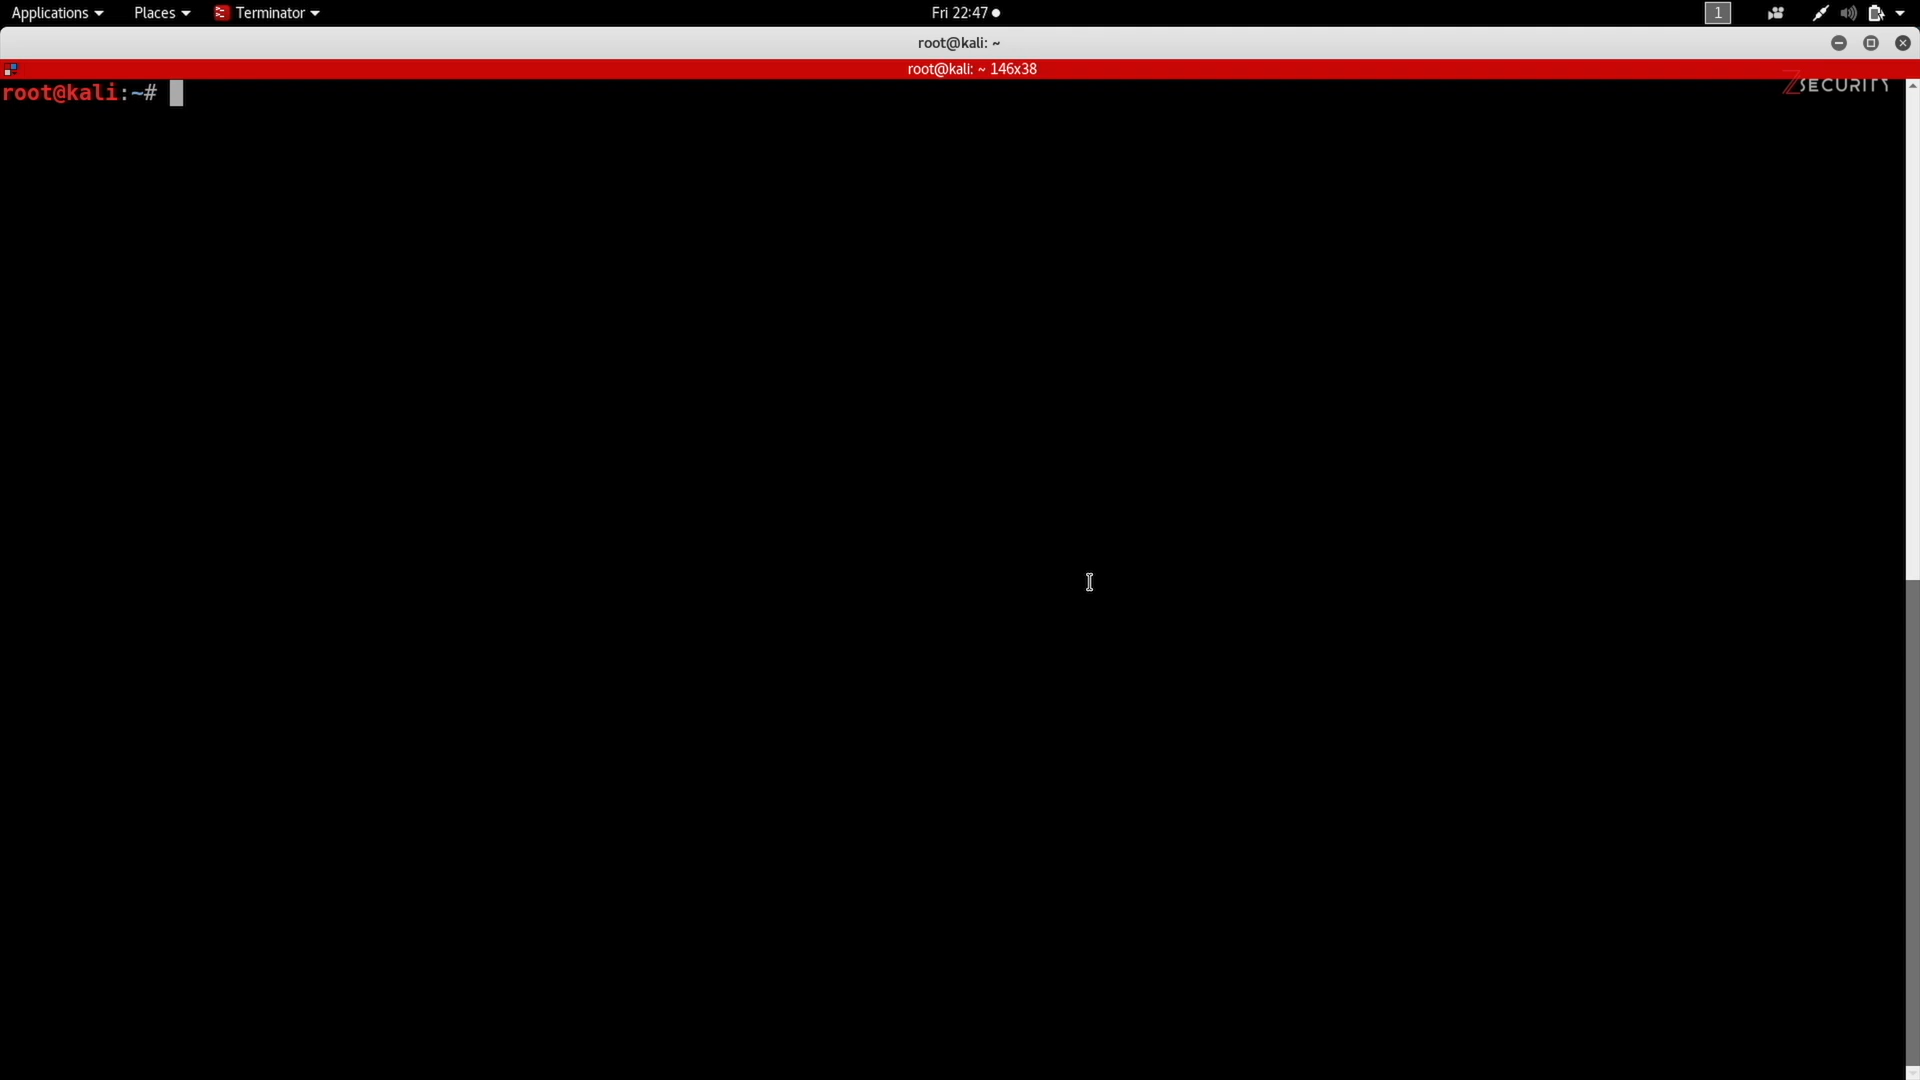 Applications Places Terminator Fri 22:47 1
root@kali: ~
root@kali: ~ 146x38
ZSECURITY
root@kali:~#